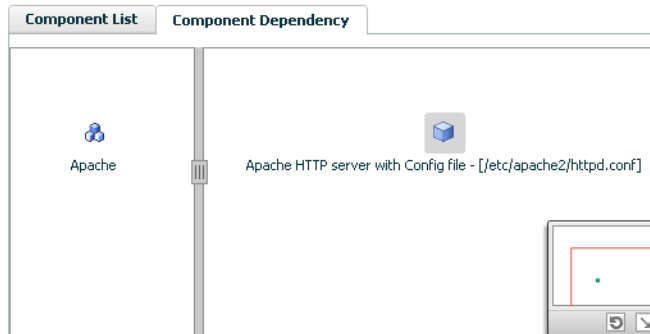 Component List
Component Dependency
Apache
Apache HTTP server with Config file - [/etc/apache2/httpd.conf]